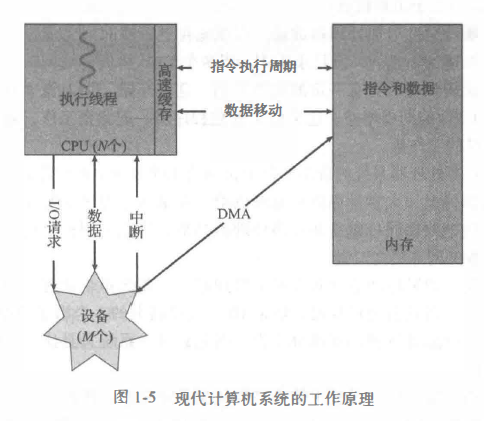 执行线程
高速缓存
CPU (N个)
指令执行周期
数据移动
指令和数据
内存
I/O请求
数据
中断
DMA
设备
(M个)
图 1-5 现代计算机系统的工作原理